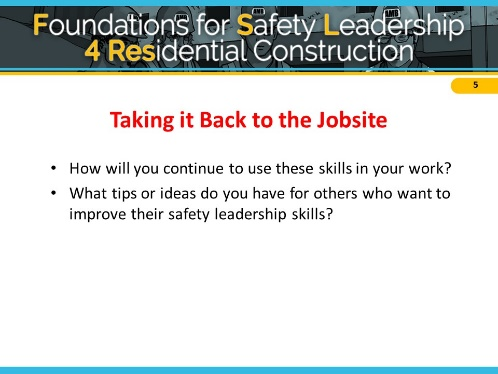 Foundations for Safety Leadership
4 Residential Construction
5
Taking it Back to the Jobsite
• How will you continue to use these skills in your work?
• What tips or ideas do you have for others who want to
improve their safety leadership skills?